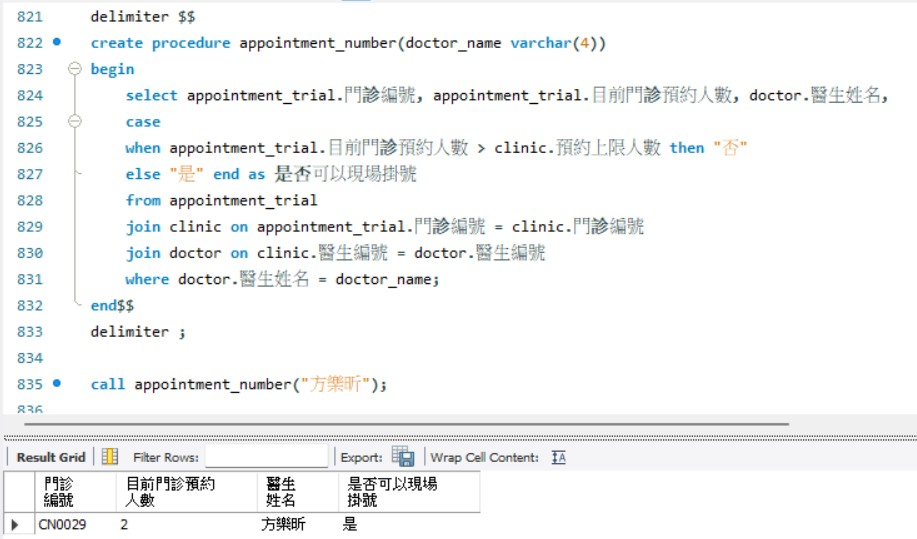 821 delimiter $$
822 create procedure appointment_number(doctor_name varchar(4))
823 begin
824 select appointment_trial.門診編號, appointment_trial.目前門診預約人數, doctor.醫生姓名,
825 case
826 when appointment_trial.目前門診預約人數 > clinic.預約上限人數 then "否"
827 else "是" end as 是否可以現場掛號
828 from appointment_trial
829 join clinic on appointment_trial.門診編號 = clinic.門診編號
830 join doctor on clinic.醫生編號 = doctor.醫生編號
831 where doctor.醫生姓名 = doctor_name;
832 end$$
833 delimiter ;
834
835 call appointment_number("方樂昕");
836
Result Grid Filter Rows: Export: Wrap Cell Content: IA
門診編號 目前門診預約人數 醫生姓名 是否可以現場掛號
CN0029 2 方樂昕 是